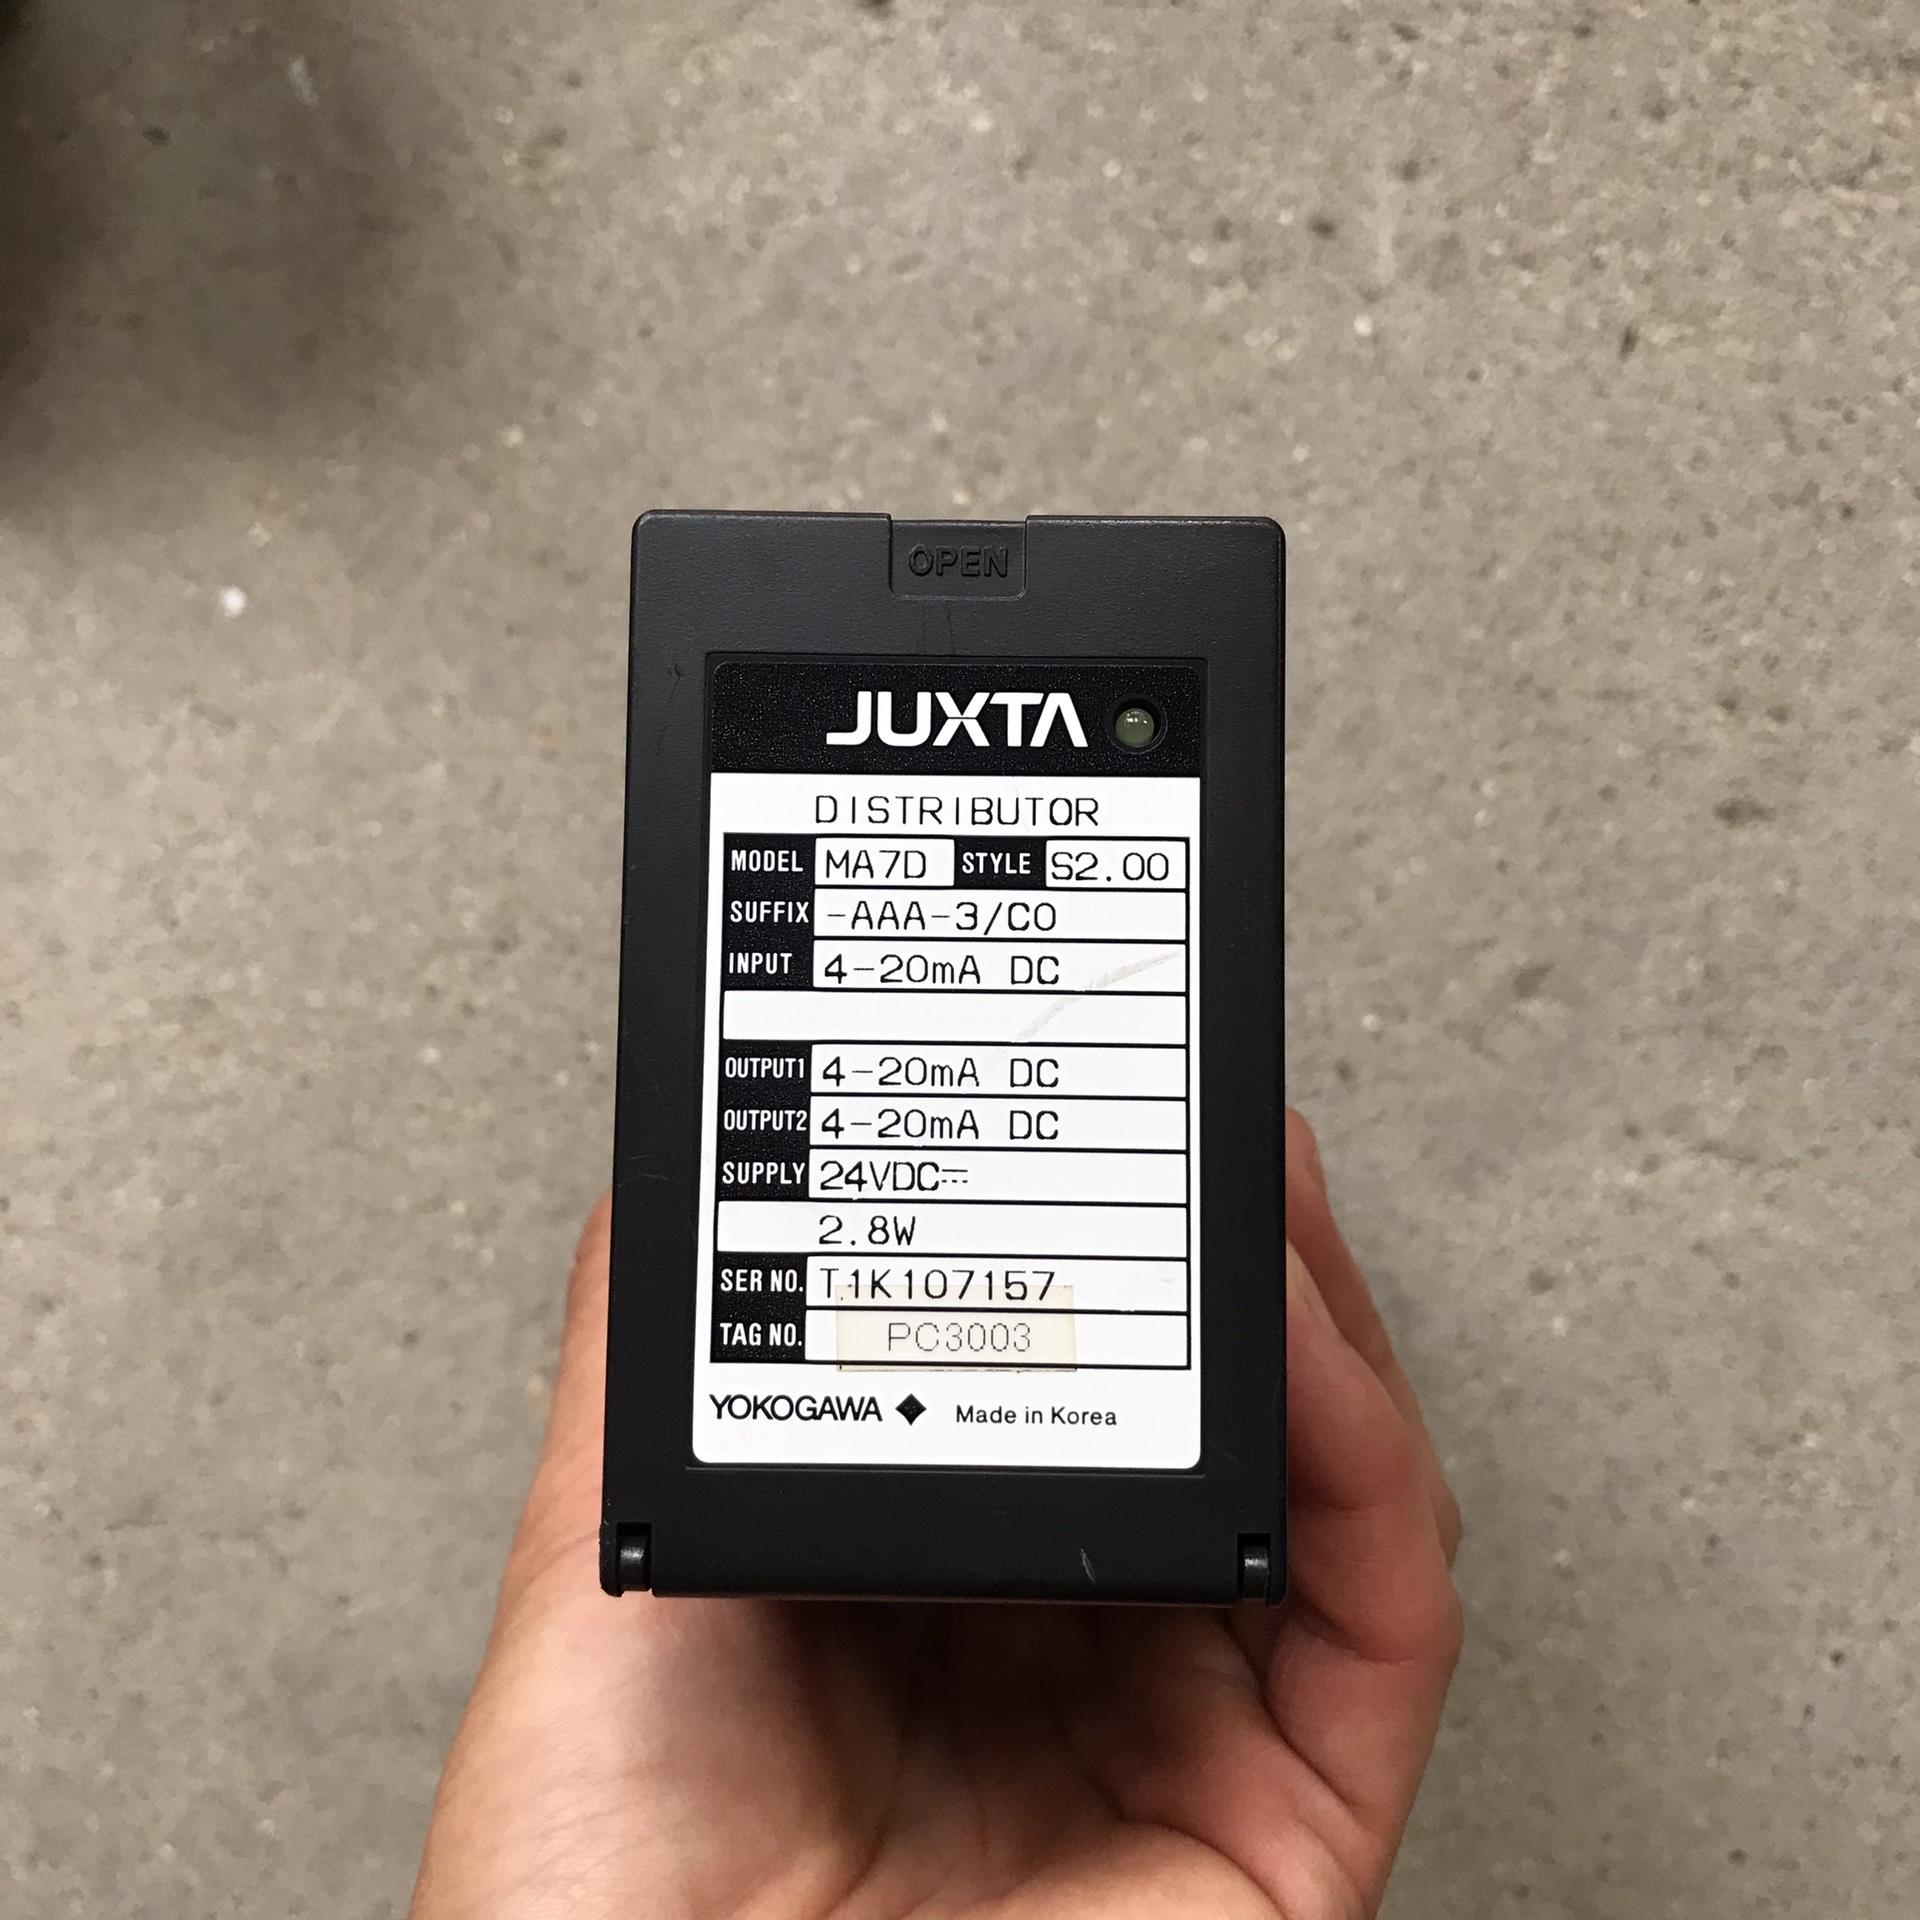 OPEN
JUXTA
DISTRIBUTOR
MODEL MA7D STYLE S2.00
SUFFIX -AAA-3/C0
INPUT 4-20mA DC
OUTPUT1 4-20mA DC
OUTPUT2 4-20mA DC
SUPPLY 24VDC⎓
2.8W
SER NO. T1K107157
TAG NO. PC3003
YOKOGAWA ◆ Made in Korea